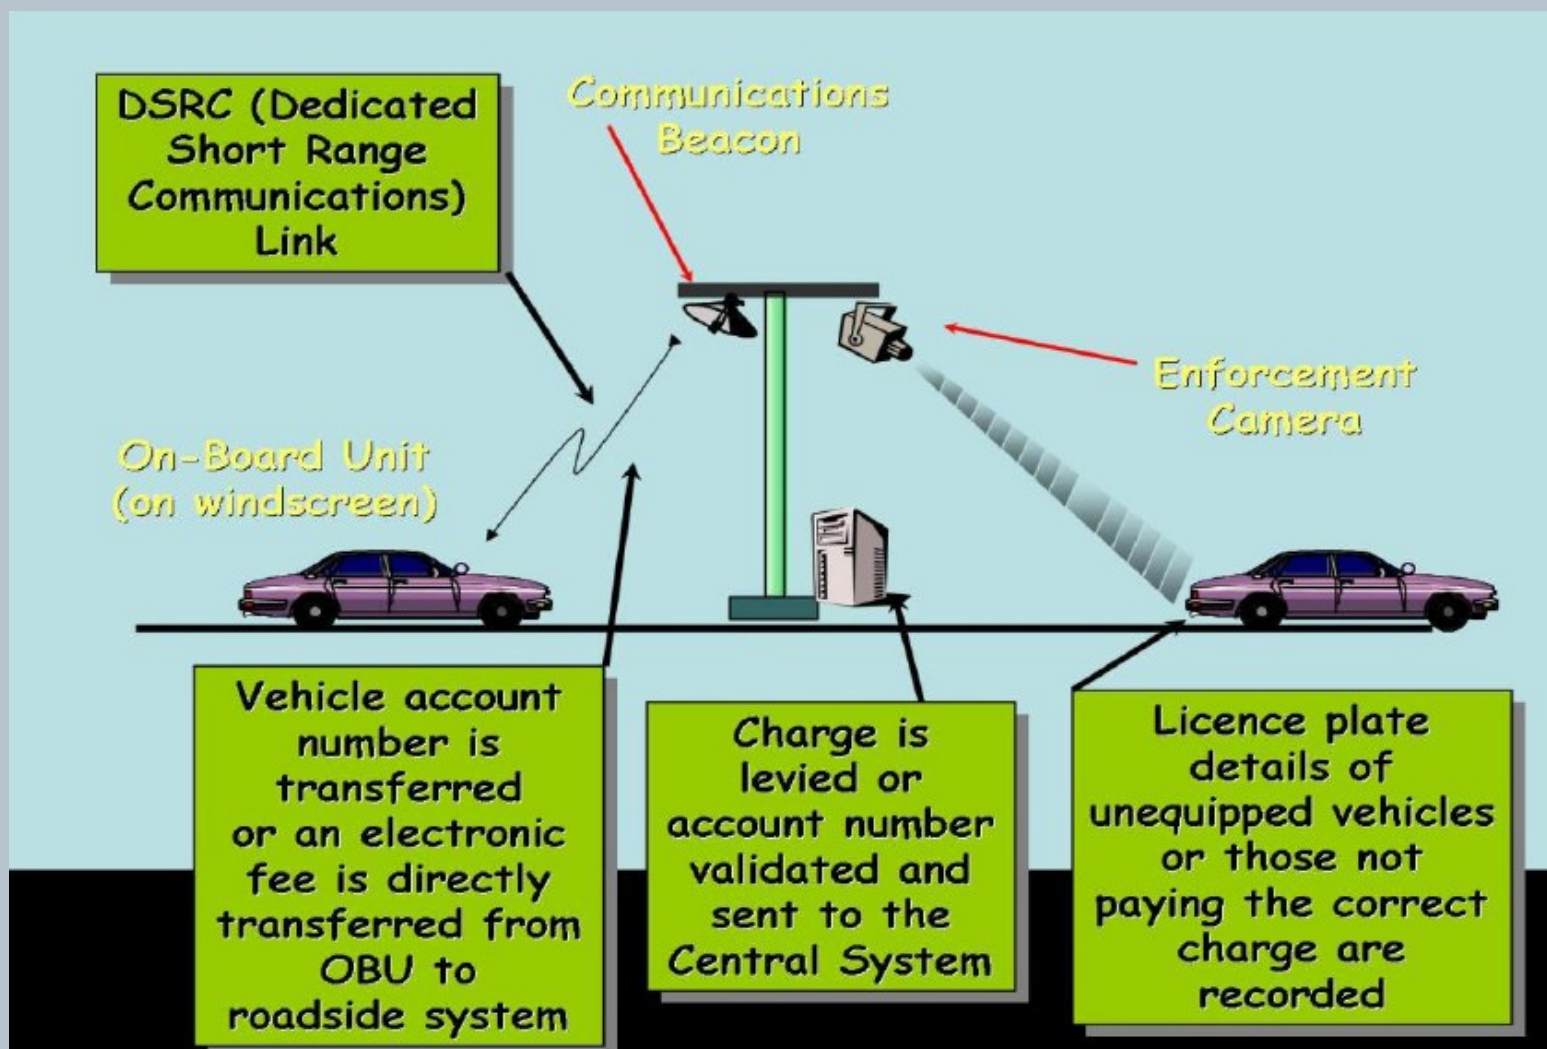 DSRC (Dedicated
Short Range
Communications)
Link
Communications
Beacon
Enforcement
Camera
On-Board Unit
(on windscreen)
Vehicle account
number is
transferred
or an electronic
fee is directly
transferred from
OBU to
roadside system
Charge is
levied or
account number
validated and
sent to the
Central System
Licence plate
details of
unequipped vehicles
or those not
paying the correct
charge are
recorded